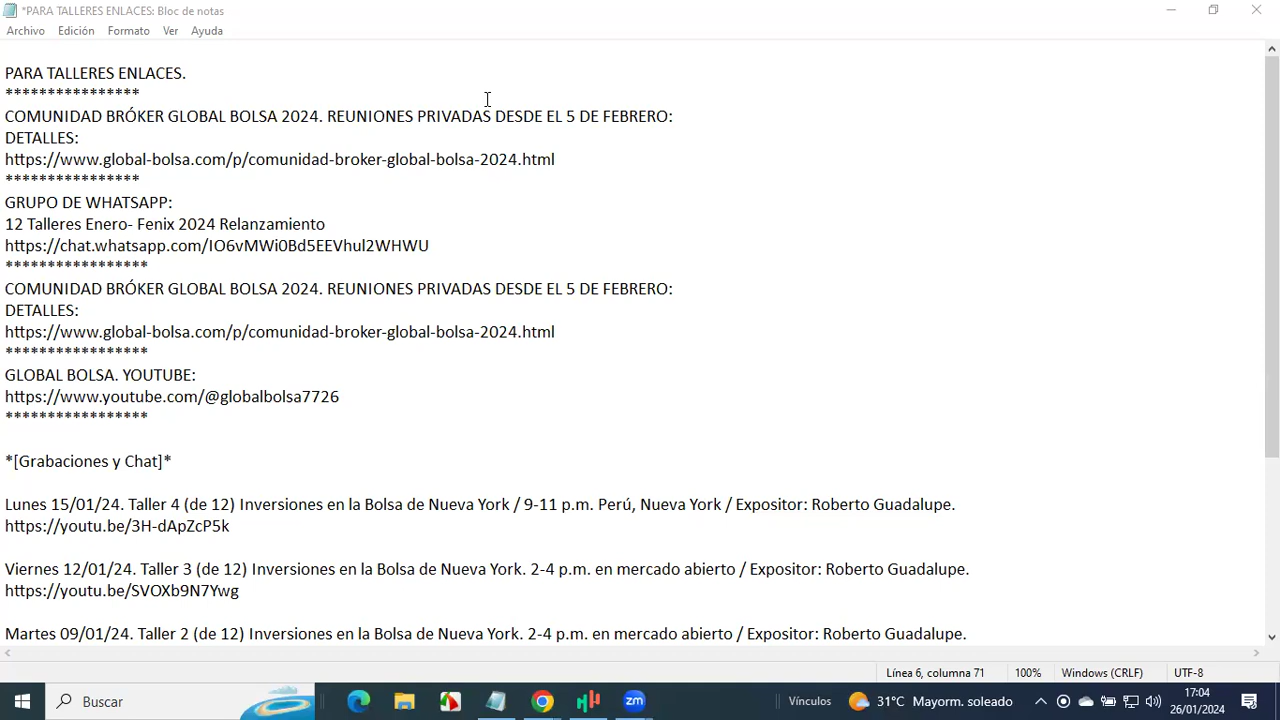 *PARA TALLERES ENLACES: Bloc de notas
Archivo Edición Formato Ver Ayuda
PARA TALLERES ENLACES.
****************
COMUNIDAD BRÓKER GLOBAL BOLSA 2024. REUNIONES PRIVADAS DESDE EL 5 DE FEBRERO:
DETALLES:
https://www.global-bolsa.com/p/comunidad-broker-global-bolsa-2024.html
****************
GRUPO DE WHATSAPP:
12 Talleres Enero- Fenix 2024 Relanzamiento
https://chat.whatsapp.com/IO6vMWi0Bd5EEVhul2WHWU
*****************
COMUNIDAD BRÓKER GLOBAL BOLSA 2024. REUNIONES PRIVADAS DESDE EL 5 DE FEBRERO:
DETALLES:
https://www.global-bolsa.com/p/comunidad-broker-global-bolsa-2024.html
*****************
GLOBAL BOLSA. YOUTUBE:
https://www.youtube.com/@globalbolsa7726
*****************
*[Grabaciones y Chat]*
Lunes 15/01/24. Taller 4 (de 12) Inversiones en la Bolsa de Nueva York / 9-11 p.m. Perú, Nueva York / Expositor: Roberto Guadalupe.
https://youtu.be/3H-dApZcP5k
Viernes 12/01/24. Taller 3 (de 12) Inversiones en la Bolsa de Nueva York. 2-4 p.m. en mercado abierto / Expositor: Roberto Guadalupe.
https://youtu.be/SVOXb9N7Ywg
Martes 09/01/24. Taller 2 (de 12) Inversiones en la Bolsa de Nueva York. 2-4 p.m. en mercado abierto / Expositor: Roberto Guadalupe.
Línea 6, columna 71 100% Windows (CRLF) UTF-8
Buscar zm Vínculos 31°C Mayorm. soleado 17:04
26/01/2024